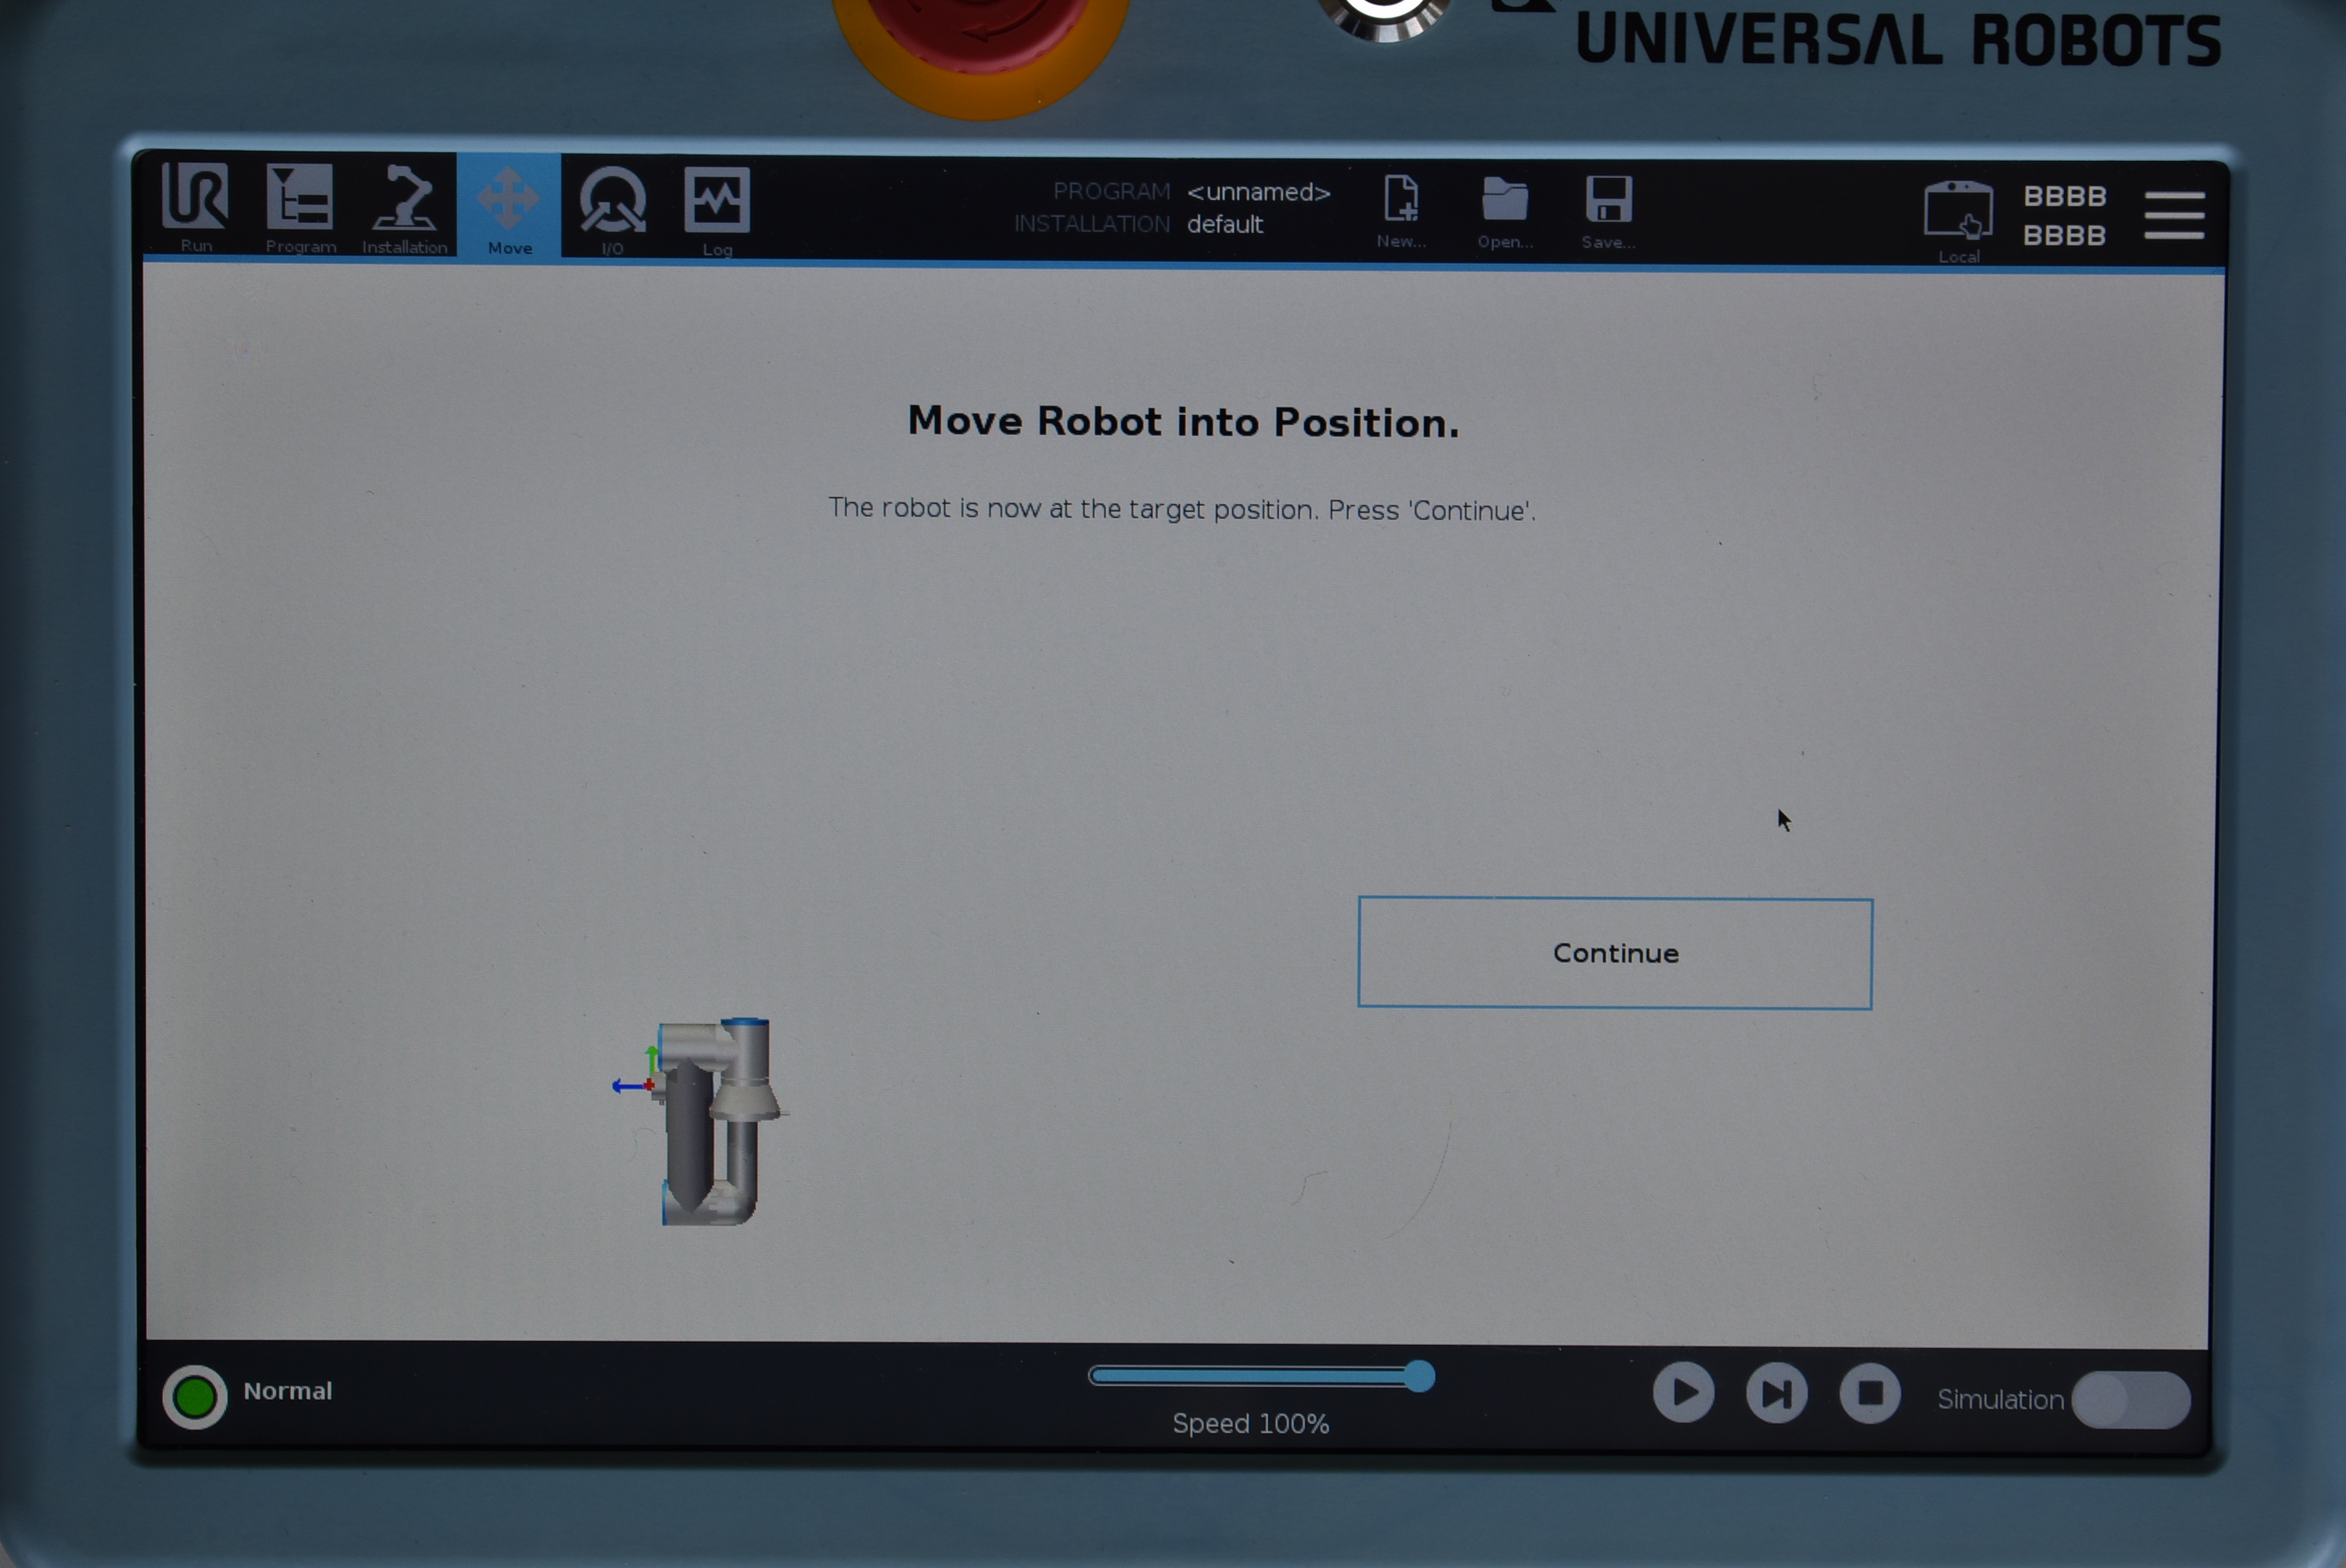 UNIVERSAL ROBOTS
Run
Program
Installation
Move
I/O
Log
PROGRAM <unnamed>
INSTALLATION default
New...
Open...
Save...
Local
BBBB
BBBB
Move Robot into Position.
The robot is now at the target position. Press 'Continue'.
Continue
Normal
Speed 100%
Simulation